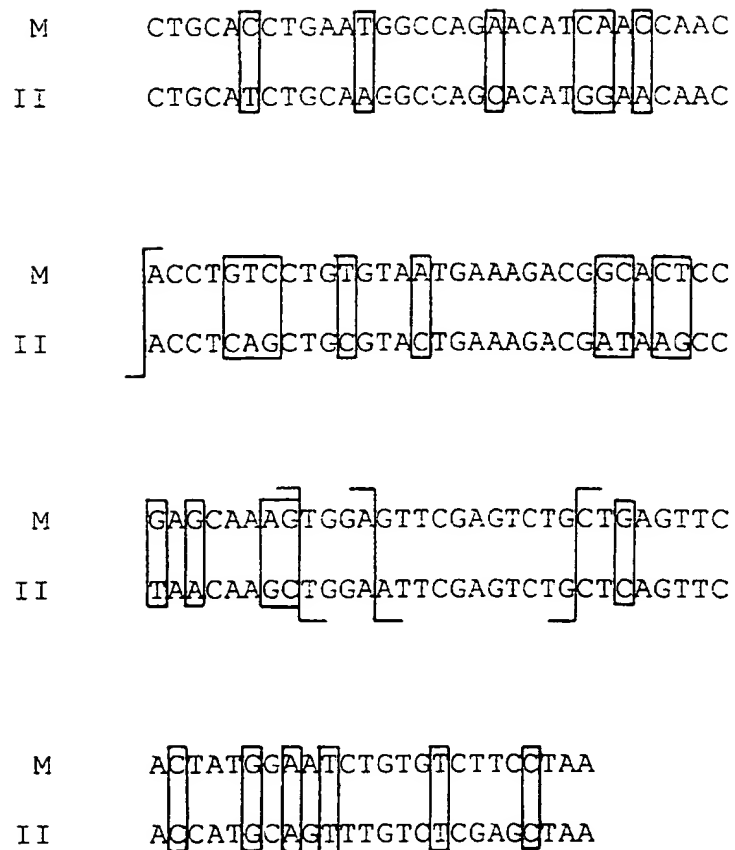 M CTGCACCTGAATGGCCAGAACATCAACCAAC
II CTGCATCTGCAAGGCCAGCACATGGAACAAC
M ACCTGTCCTGTGTAATGAAAGACGGCACTCC
II ACCTCAGCTGCGTACTGAAAGACGATAAGCC
M GAGCAAAGTGGAGTTCGAGTCTGCTGAGTTC
II TAACAAGCTGGAATTCGAGTCTGCTCAGTTC
M ACTATGGAATCTGTGTCTTCCTAA
II ACCATGCAGTTTGTCTCGAGCTAA